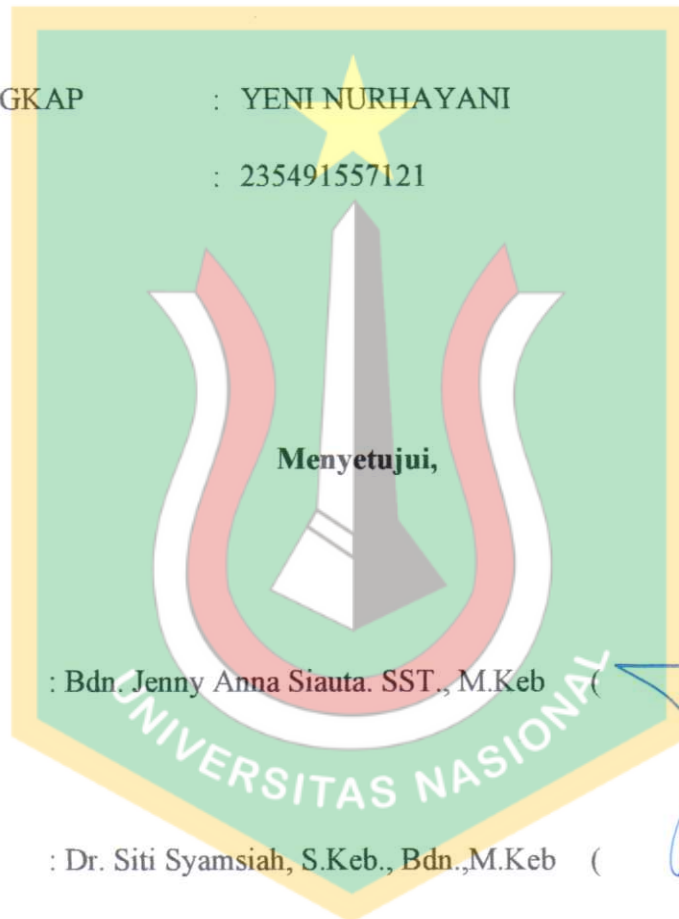 GKAP : YENI NURHAYANI
: 235491557121
Menyetujui,
: Bdn. Jenny Anna Siauta. SST., M.Keb (
UNIVERSITAS NASIONAL
: Dr. Siti Syamsiah, S.Keb., Bdn.,M.Keb (